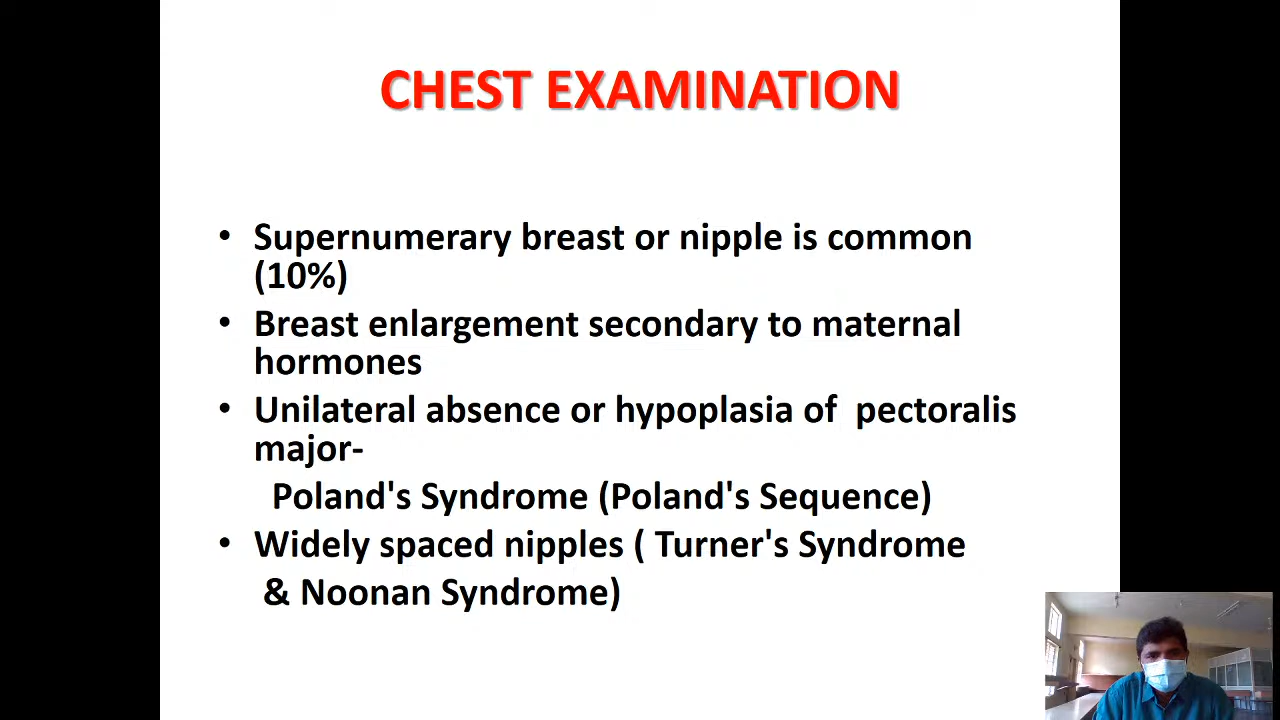 CHEST EXAMINATION
• Supernumerary breast or nipple is common
(10%)
• Breast enlargement secondary to maternal
hormones
• Unilateral absence or hypoplasia of  pectoralis
major-
Poland's Syndrome (Poland's Sequence)
• Widely spaced nipples ( Turner's Syndrome
& Noonan Syndrome)